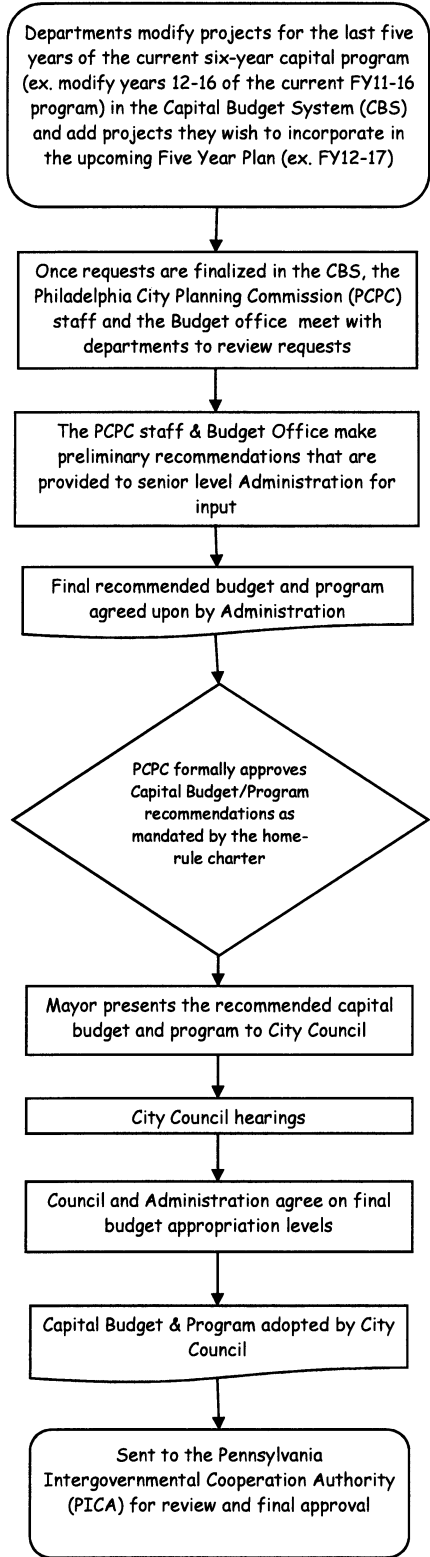 Departments modify projects for the last five
years of the current six-year capital program
(ex. modify years 12-16 of the current FY11-16
program) in the Capital Budget System (CBS)
and add projects they wish to incorporate in
the upcoming Five Year Plan (ex. FY12-17)
Once requests are finalized in the CBS, the
Philadelphia City Planning Commission (PCPC)
staff and the Budget office meet with
departments to review requests
The PCPC staff & Budget Office make
preliminary recommendations that are
provided to senior level Administration for
input
Final recommended budget and program
agreed upon by Administration
PCPC formally approves
Capital Budget/Program
recommendations as
mandated by the home-
rule charter
Mayor presents the recommended capital
budget and program to City Council
City Council hearings
Council and Administration agree on final
budget appropriation levels
Capital Budget & Program adopted by City
Council
Sent to the Pennsylvania
Intergovernmental Cooperation Authority
(PICA) for review and final approval